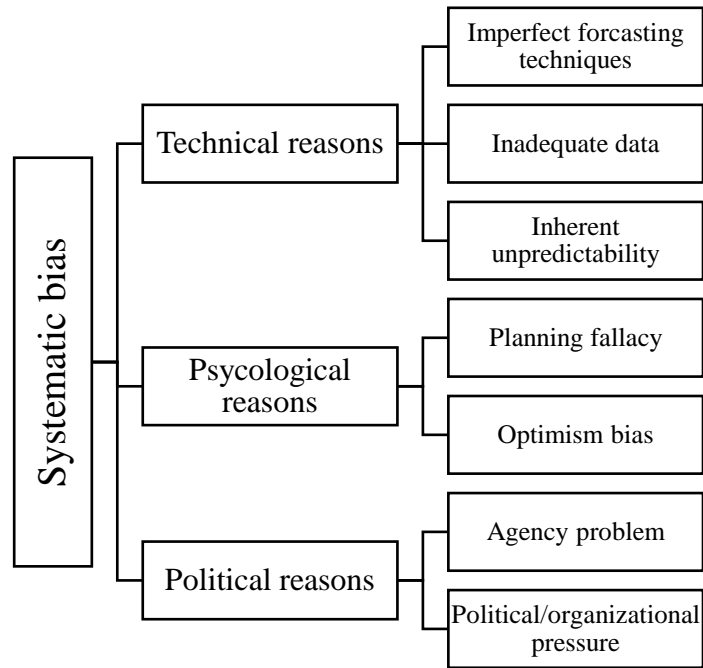 Systematic bias
Technical reasons
Imperfect forcasting
techniques
Inadequate data
Inherent
unpredictability
Psycological
reasons
Planning fallacy
Optimism bias
Political reasons
Agency problem
Political/organizational
pressure